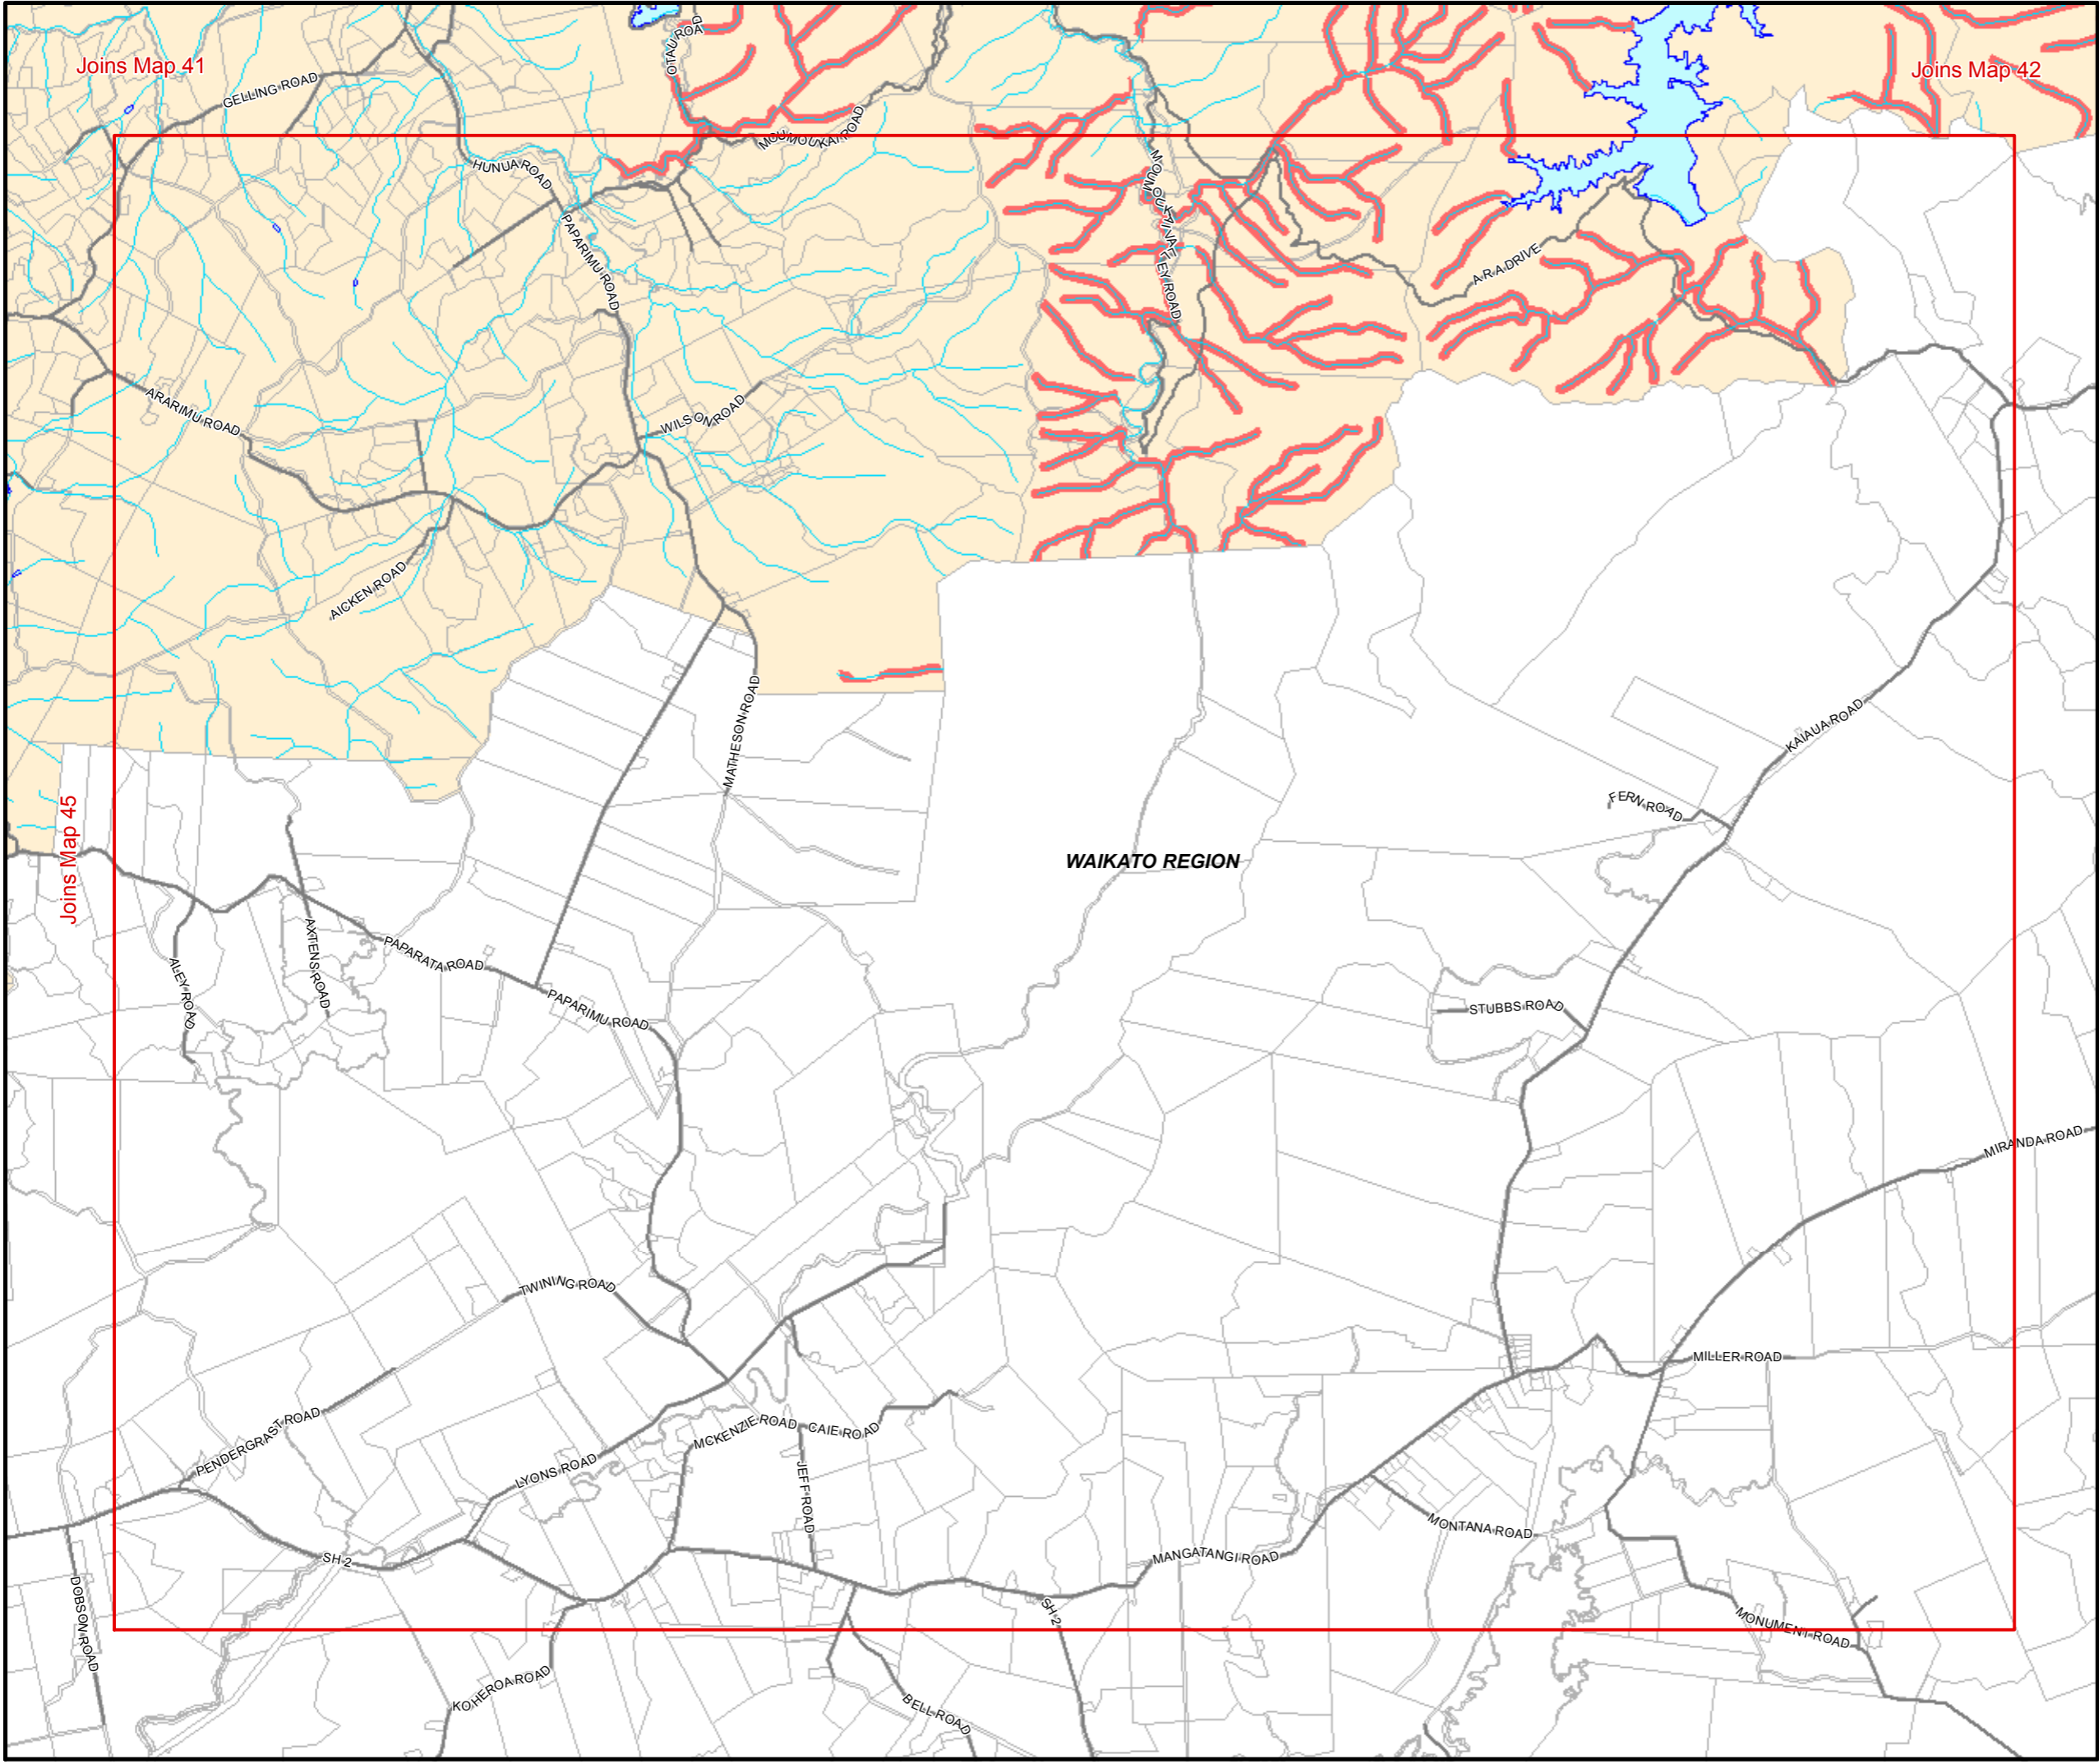 OTAU ROAD
Joins Map 41
Joins Map 42
GELLING ROAD
MOUMOUKAI ROAD
HUNUA ROAD
MOUMOUKAI VALLEY ROAD
PAPARIMU ROAD
A R A DRIVE
ARARIMU ROAD
WILSON ROAD
AICKEN ROAD
MATHESON ROAD
KAIAUA ROAD
FERN ROAD
Joins Map 45
WAIKATO REGION
AXTENS ROAD
PAPARATA ROAD
ALEY ROAD
PAPARIMU ROAD
STUBBS ROAD
MIRANDA ROAD
TWINING ROAD
MILLER ROAD
PENDERGRAST ROAD
MCKENZIE ROAD
CAIE ROAD
LYONS ROAD
JEFF ROAD
MONTANA ROAD
SH 2
MANGATANGI ROAD
DOBSON ROAD
SH 2
MONUMENT ROAD
KOHEROA ROAD
BELL ROAD